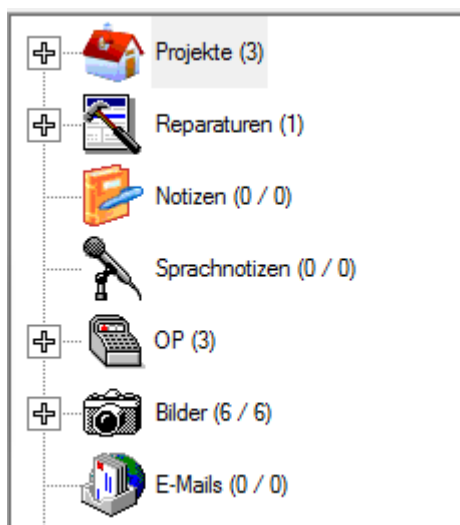 Projekte (3)
Reparaturen (1)
Notizen (0 / 0)
Sprachnotizen (0 / 0)
OP (3)
Bilder (6 / 6)
E-Mails (0 / 0)